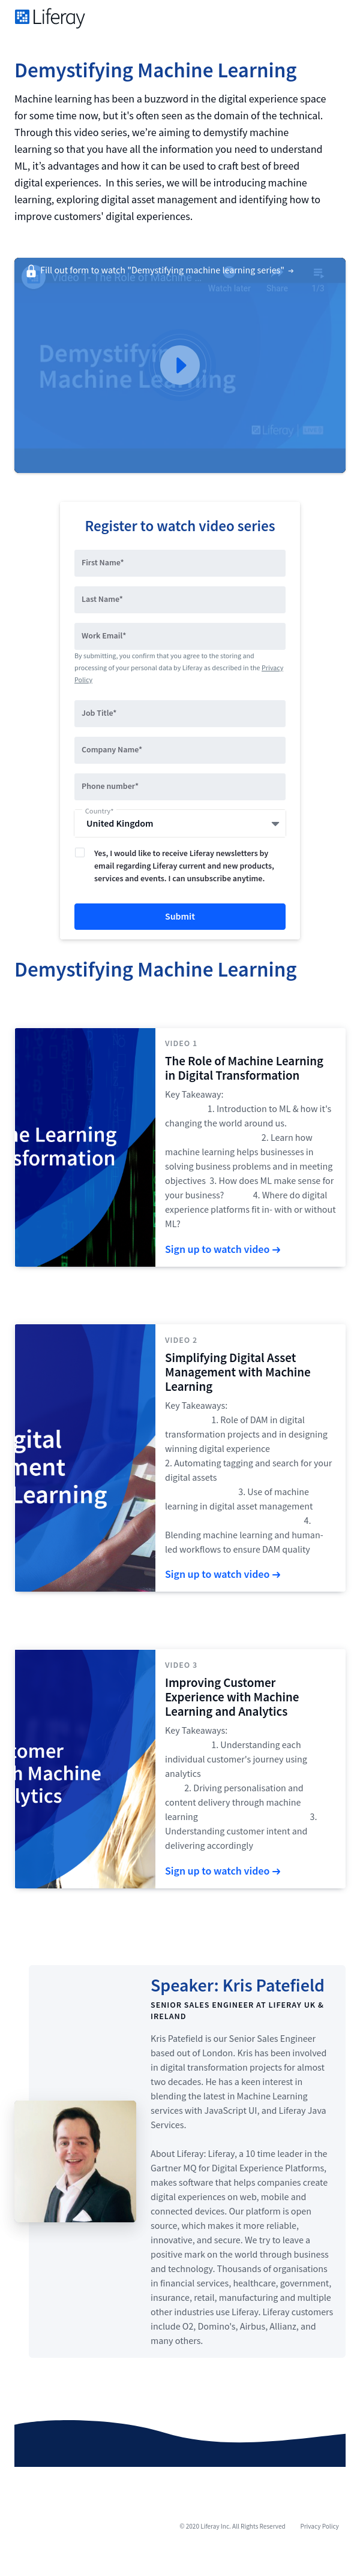 Liferay
Demystifying Machine Learning
Machine learning has been a buzzword in the digital experience space
for some time now, but it's often seen as the domain of the technical.
Through this video series, we're aiming to demystify machine
learning so that you have all the information you need to understand
ML, it's advantages and how it can be used to craft best of breed
digital experiences.  In this series, we will be introducing machine
learning, exploring digital asset management and identifying how to
improve customers' digital experiences.
Fill out form to watch "Demystifying machine learning series" →
Video 1- The Role of Machine ...
Watch later
Share
1/3
Demystifying
Machine Learning
Liferay
Register to watch video series
First Name*
Last Name*
Work Email*
By submitting, you confirm that you agree to the storing and
processing of your personal data by Liferay as described in the Privacy
Policy
Job Title*
Company Name*
Phone number*
Country*
United Kingdom
Yes, I would like to receive Liferay newsletters by
email regarding Liferay current and new products,
services and events. I can unsubscribe anytime.
Submit
Demystifying Machine Learning
ne Learning
sformation
VIDEO 1
The Role of Machine Learning
in Digital Transformation
Key Takeaway:
1. Introduction to ML & how it's
changing the world around us.
2. Learn how
machine learning helps businesses in
solving business problems and in meeting
objectives  3. How does ML make sense for
your business?  4. Where do digital
experience platforms fit in- with or without
ML?
Sign up to watch video →
gital
ment
Learning
VIDEO 2
Simplifying Digital Asset
Management with Machine
Learning
Key Takeaways:
1. Role of DAM in digital
transformation projects and in designing
winning digital experience
2. Automating tagging and search for your
digital assets
3. Use of machine
learning in digital asset management
4.
Blending machine learning and human-
led workflows to ensure DAM quality
Sign up to watch video →
tomer
h Machine
lytics
VIDEO 3
Improving Customer
Experience with Machine
Learning and Analytics
Key Takeaways:
1. Understanding each
individual customer's journey using
analytics
2. Driving personalisation and
content delivery through machine
learning  3.
Understanding customer intent and
delivering accordingly
Sign up to watch video →
Speaker: Kris Patefield
SENIOR SALES ENGINEER AT LIFERAY UK &
IRELAND
Kris Patefield is our Senior Sales Engineer
based out of London. Kris has been involved
in digital transformation projects for almost
two decades. He has a keen interest in
blending the latest in Machine Learning
services with JavaScript UI, and Liferay Java
Services.
About Liferay: Liferay, a 10 time leader in the
Gartner MQ for Digital Experience Platforms,
makes software that helps companies create
digital experiences on web, mobile and
connected devices. Our platform is open
source, which makes it more reliable,
innovative, and secure. We try to leave a
positive mark on the world through business
and technology. Thousands of organisations
in financial services, healthcare, government,
insurance, retail, manufacturing and multiple
other industries use Liferay. Liferay customers
include O2, Domino's, Airbus, Allianz, and
many others.
© 2020 Liferay Inc. All Rights Reserved
Privacy Policy